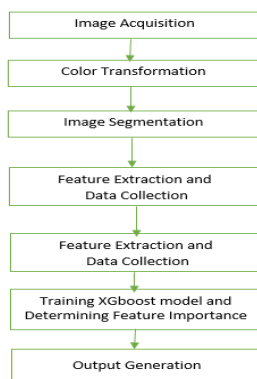 Image Acquisition
Color Transformation
Image Segmentation
Feature Extraction and
Data Collection
Feature Extraction and
Data Collection
Training XGboost model and
Determining Feature Importance
Output Generation